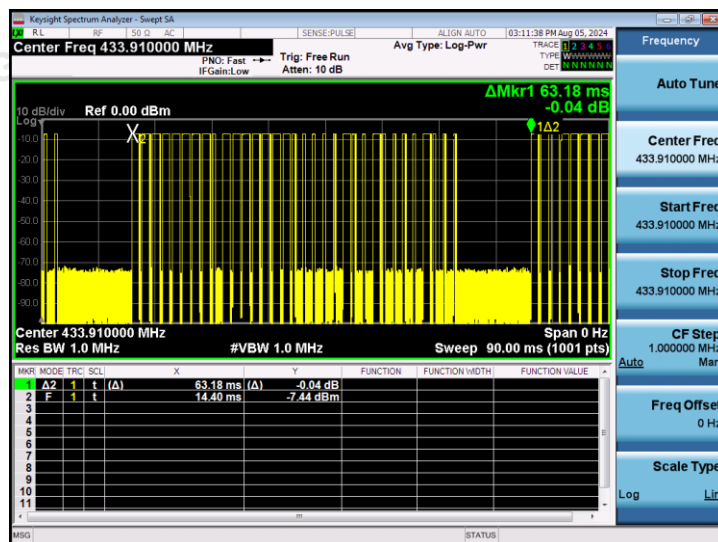 Keysight Spectrum Analyzer - Swept SA
RL RF 50 Ω AC SENSE:PULSE ALIGN AUTO 03:11:38 PM Aug 05, 2024
Center Freq 433.910000 MHz
PNO: Fast
IFGain:Low
Trig: Free Run
Atten: 10 dB
Avg Type: Log-Pwr
TRACE 1 2 3 4 5 6
TYPE WWWWWWW
DET N N N N N N
ΔMkr1 63.18 ms
-0.04 dB
10 dB/div Ref 0.00 dBm
Log
-10.0
-20.0
-30.0
-40.0
-50.0
-60.0
-70.0
-80.0
-90.0
2
1Δ2
Center 433.910000 MHz Span 0 Hz
Res BW 1.0 MHz #VBW 1.0 MHz Sweep 90.00 ms (1001 pts)
MKR MODE TRC SCL X Y FUNCTION FUNCTION WIDTH FUNCTION VALUE
1 Δ2 1 t (Δ) 63.18 ms (Δ) -0.04 dB
2 F 1 t 14.40 ms -7.44 dBm
3
4
5
6
7
8
9
10
11
MSG STATUS
Frequency
Auto Tune
Center Freq
433.910000 MHz
Start Freq
433.910000 MHz
Stop Freq
433.910000 MHz
CF Step
1.000000 MHz
Auto Man
Freq Offset
0 Hz
Scale Type
Log Lin